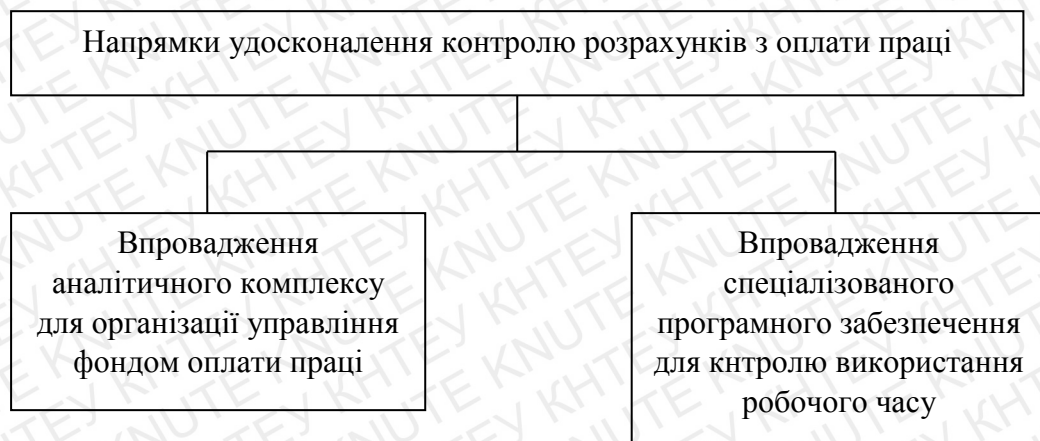 Напрямки удосконалення контролю розрахунків з оплати праці
Впровадження
аналітичного комплексу
для організації управління
фондом оплати праці
Впровадження
спеціалізованого
програмного забезпечення
для кнтролю використання
робочого часу